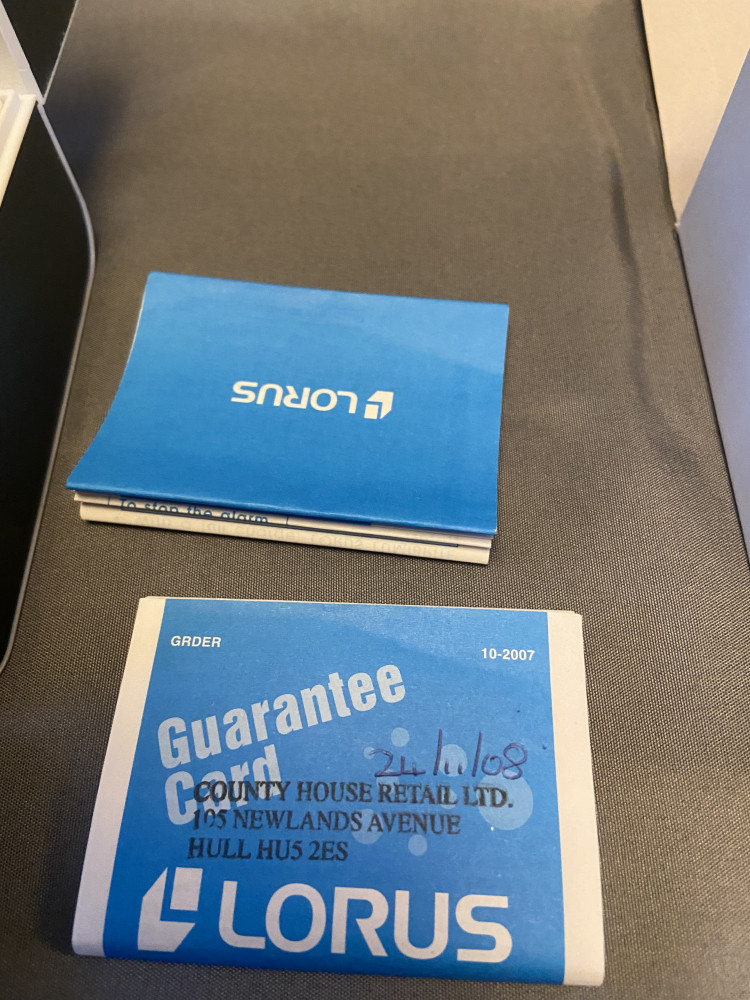 LORUS
To stop the alarm
GRDER
10-2007
Guarantee
Card
24/11/08
COUNTY HOUSE RETAIL LTD.
105 NEWLANDS AVENUE
HULL HU5 2ES
LORUS